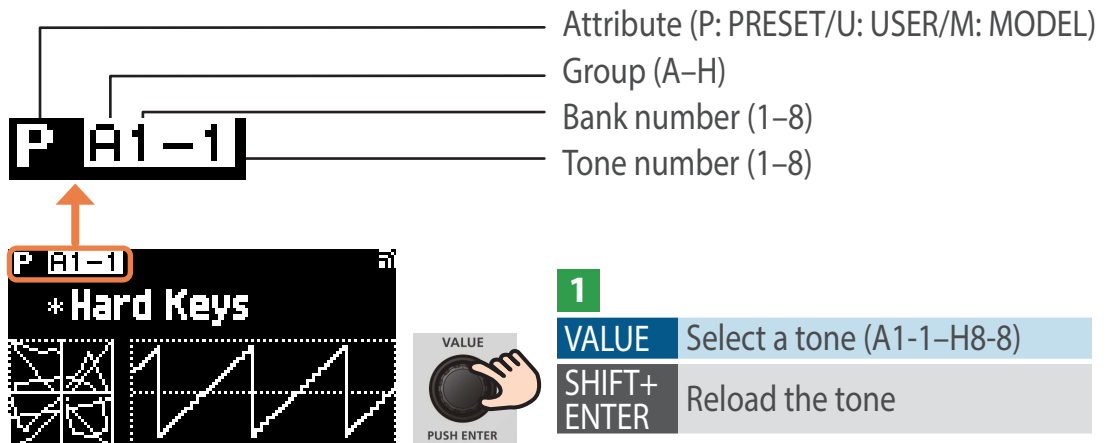 Attribute (P: PRESET/U: USER/M: MODEL)
Group (A–H)
Bank number (1–8)
Tone number (1–8)
P A1-1
P A1-1
*Hard Keys
VALUE
PUSH ENTER
1
VALUE Select a tone (A1-1–H8-8)
SHIFT+
ENTER Reload the tone